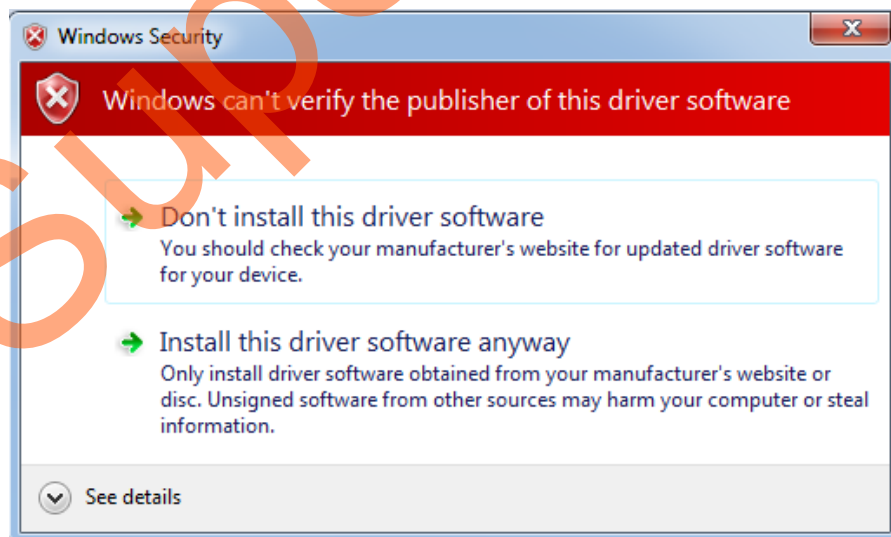 Windows Security
Windows can't verify the publisher of this driver software
Don't install this driver software
You should check your manufacturer's website for updated driver software
for your device.
Install this driver software anyway
Only install driver software obtained from your manufacturer's website or
disc. Unsigned software from other sources may harm your computer or steal
information.
See details